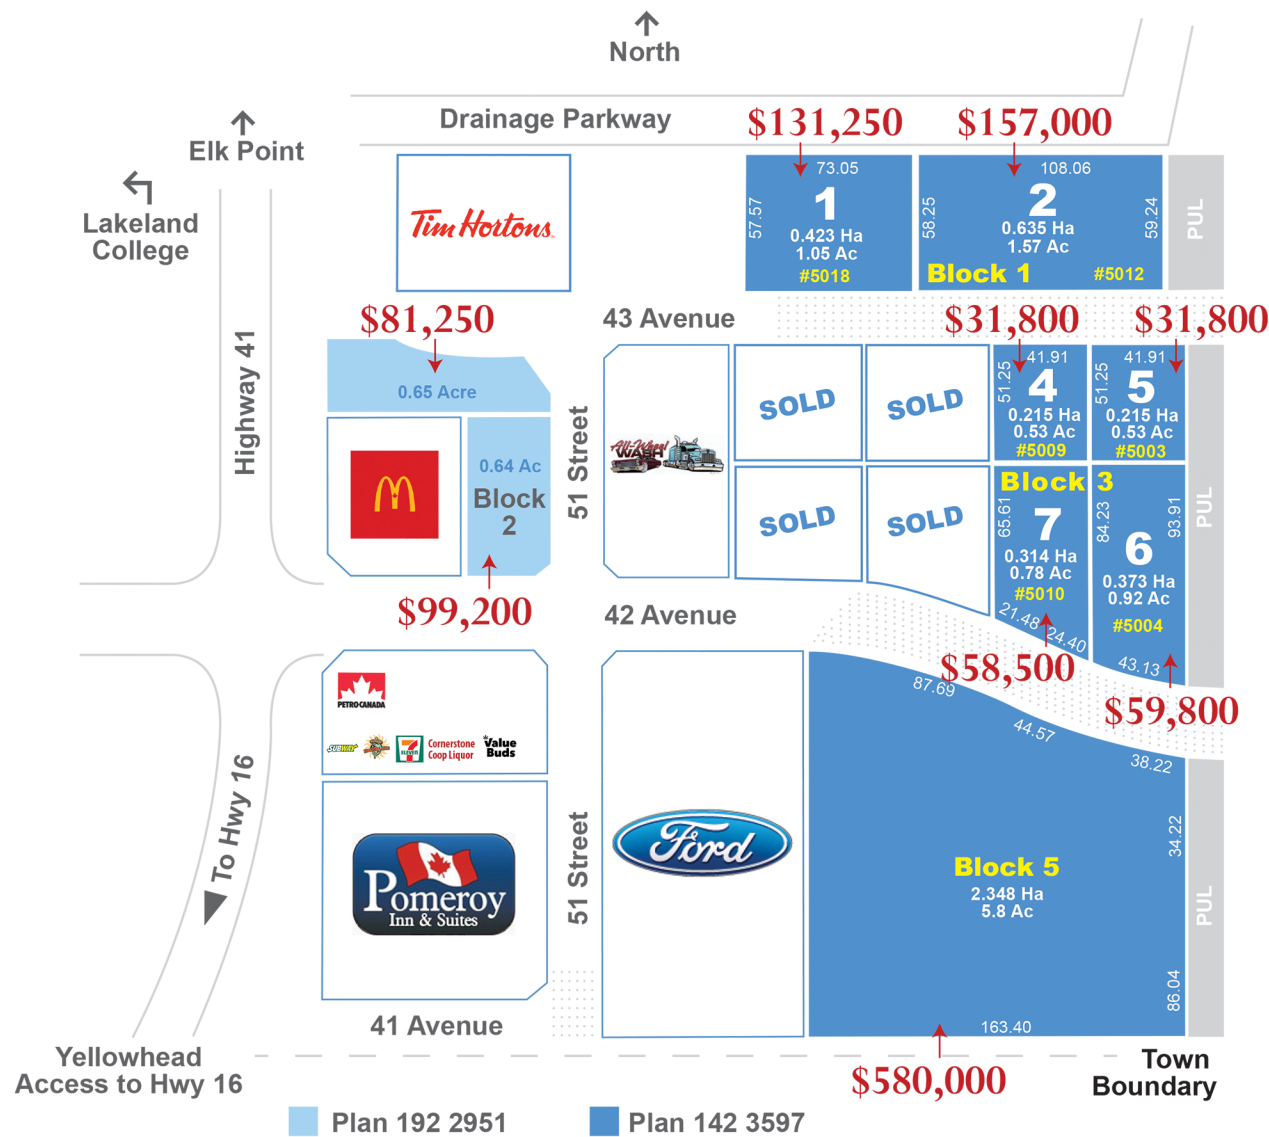 North
Drainage Parkway
$131,250
$157,000
Elk Point
Lakeland
College
Tim Hortons
73.05
57.57
1
0.423 Ha
1.05 Ac
#5018
108.06
58.25
2
59.24
0.635 Ha
1.57 Ac
Block 1
#5012
PUL
43 Avenue
$81,250
$31,800
$31,800
Highway 41
0.65 Acre
0.64 Ac
Block
2
$99,200
51 Street
All-Wheel
WASH
SOLD
SOLD
SOLD
SOLD
41.91
51.25
4
0.215 Ha
0.53 Ac
#5009
41.91
51.25
5
0.215 Ha
0.53 Ac
#5003
Block 3
65.61
7
0.314 Ha
0.78 Ac
#5010
21.48
24.40
84.23
93.91
6
0.373 Ha
0.92 Ac
#5004
43.13
PUL
42 Avenue
$58,500
$59,800
PETRO-CANADA
SUBWAY
7
ELEVEN
Cornerstone
Coop Liquor
Value
Buds
To Hwy 16
Pomeroy
Inn & Suites
51 Street
Ford
87.69
44.57
38.22
34.22
Block 5
2.348 Ha
5.8 Ac
86.04
163.40
PUL
41 Avenue
Yellowhead
Access to Hwy 16
$580,000
Town
Boundary
Plan 192 2951
Plan 142 3597